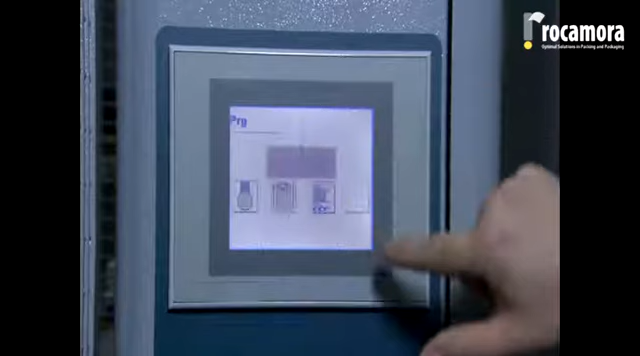 rocamora
Optimal Solutions in Packing and Packaging
Prg